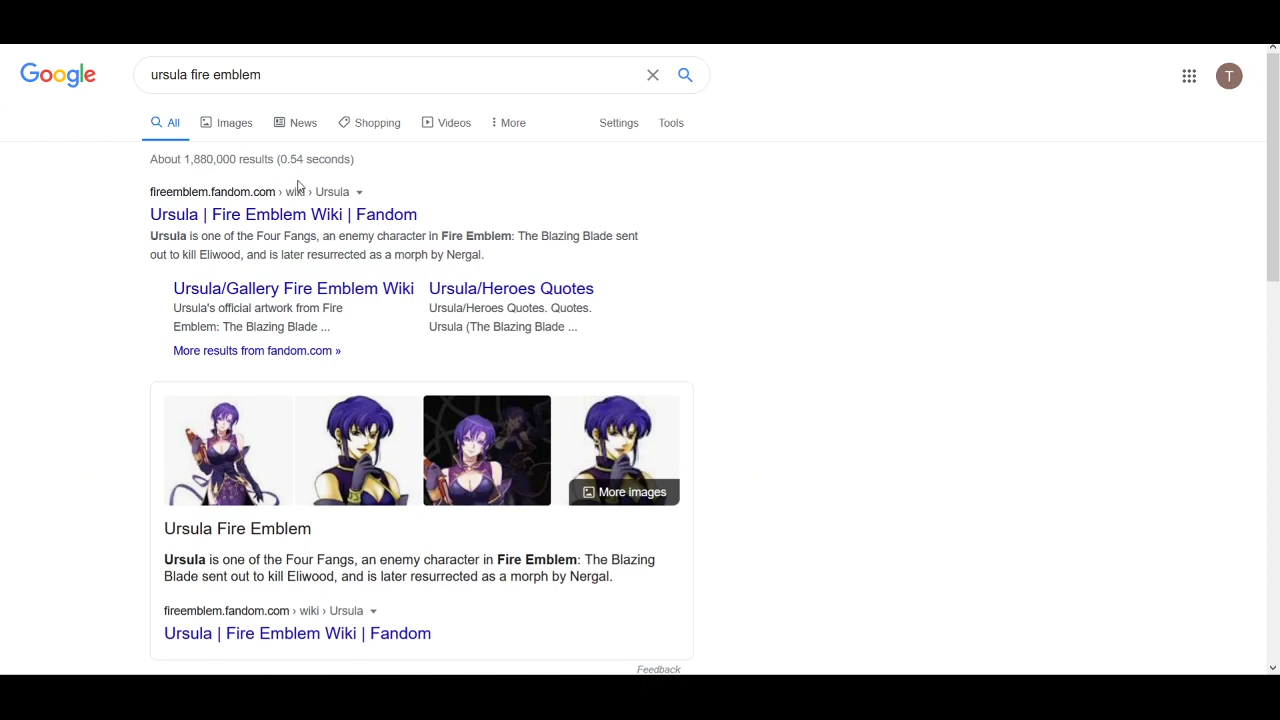 Google
ursula fire emblem
T
All Images News Shopping Videos More Settings Tools
About 1,880,000 results (0.54 seconds)
fireemblem.fandom.com › wiki › Ursula
Ursula | Fire Emblem Wiki | Fandom
Ursula is one of the Four Fangs, an enemy character in Fire Emblem: The Blazing Blade sent
out to kill Eliwood, and is later resurrected as a morph by Nergal.
Ursula/Gallery Fire Emblem Wiki
Ursula's official artwork from Fire
Emblem: The Blazing Blade ...
Ursula/Heroes Quotes
Ursula/Heroes Quotes. Quotes.
Ursula (The Blazing Blade ...
More results from fandom.com »
More images
Ursula Fire Emblem
Ursula is one of the Four Fangs, an enemy character in Fire Emblem: The Blazing
Blade sent out to kill Eliwood, and is later resurrected as a morph by Nergal.
fireemblem.fandom.com › wiki › Ursula
Ursula | Fire Emblem Wiki | Fandom
Feedback